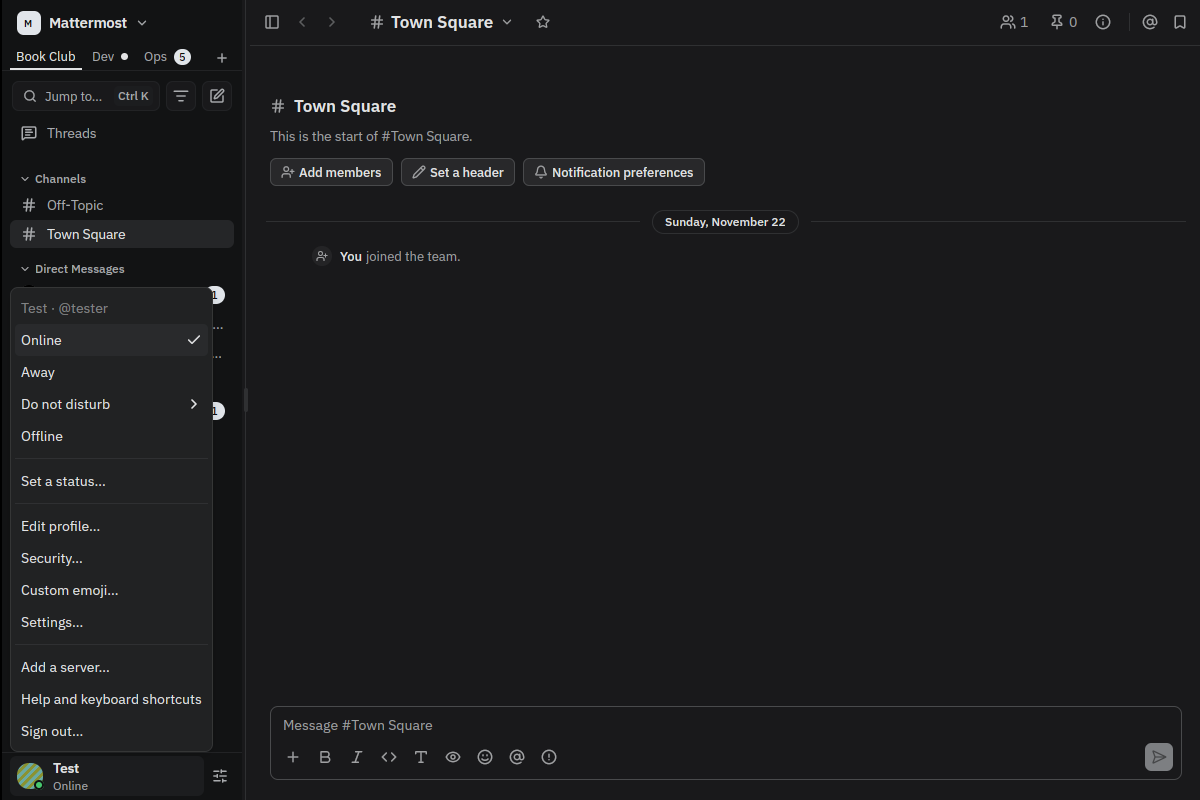 M Mattermost
Book Club Dev Ops 5
Jump to... Ctrl K
Threads
Channels
Off-Topic
Town Square
Direct Messages
1
Test · @tester
Online
Away
Do not disturb
1
Offline
Set a status...
Edit profile...
Security...
Custom emoji...
Settings...
Add a server...
Help and keyboard shortcuts
Sign out...
Test
Online
Town Square
1 0
Town Square
This is the start of #Town Square.
Add members Set a header Notification preferences
Sunday, November 22
You joined the team.
Message #Town Square